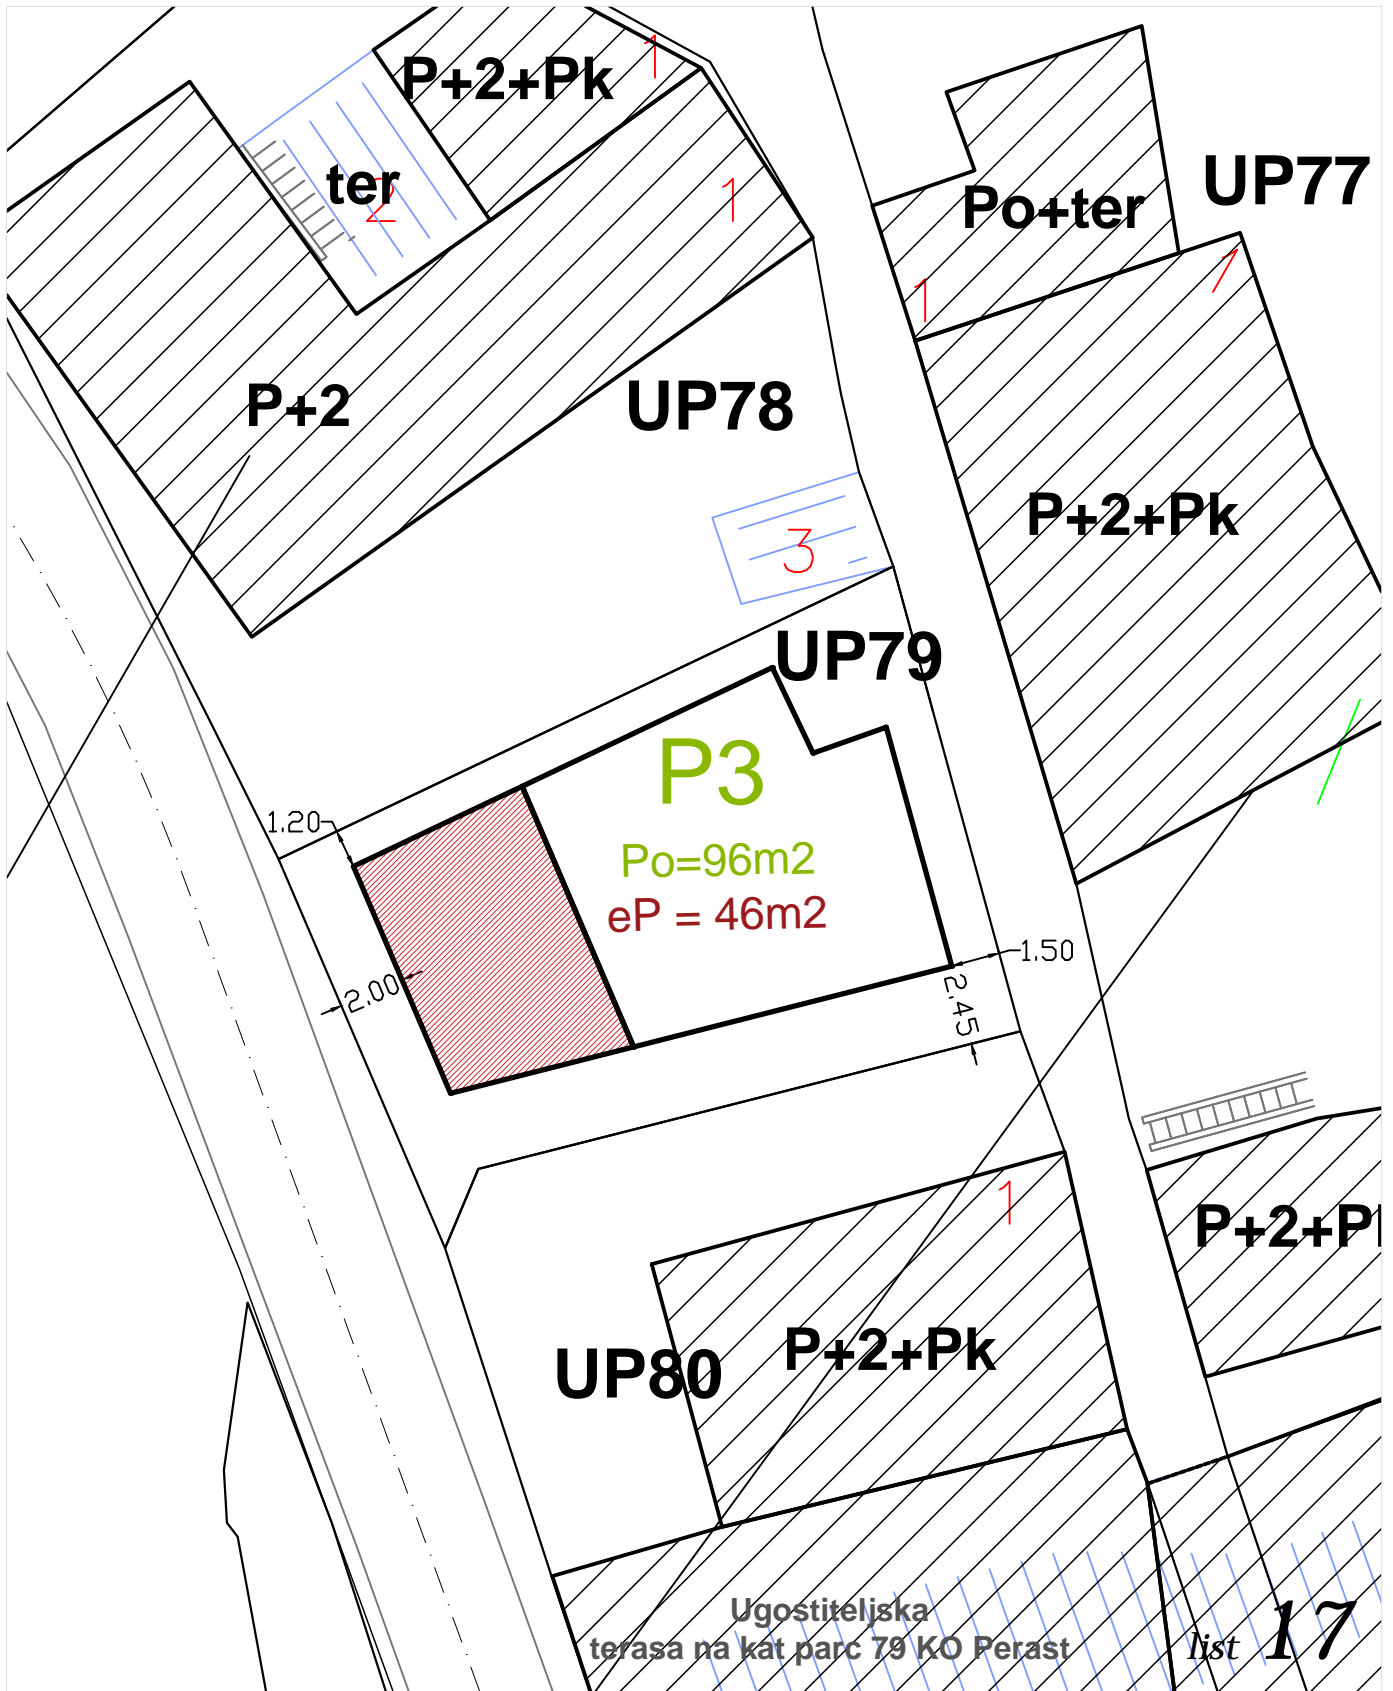 P+2+Pk
1
ter
2
1
UP77
Po+ter
1
1
P+2
UP78
P+2+Pk
3
UP79
P3
1.20
Po=96m2
eP = 46m2
2.00
1.50
2.45
1
P+2+P
P+2+Pk
UP80
Ugostiteljska
terasa na kat parc 79 KO Perast
list 17